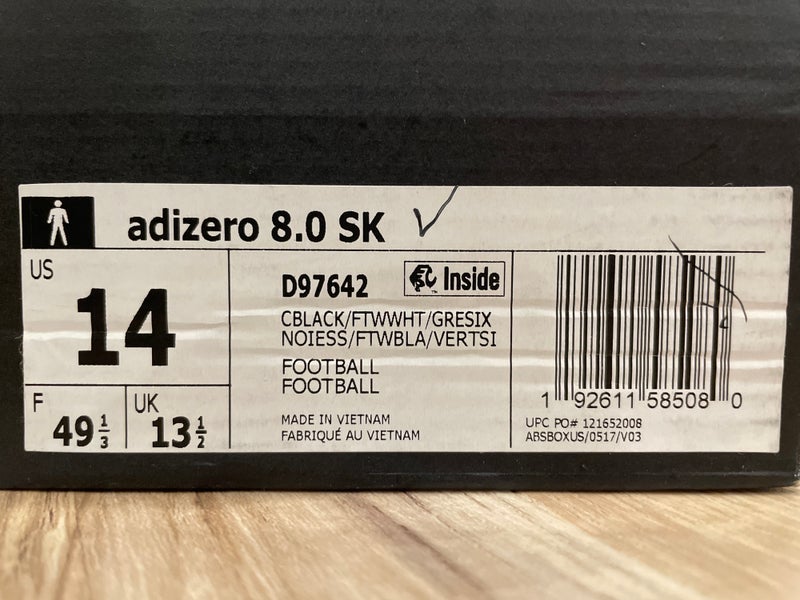 adizero 8.0 SK
US
14
F
49 1/3
UK
13 1/2
D97642
Inside
CBLACK/FTWWHT/GRESIX
NOIESS/FTWBLA/VERTSI
FOOTBALL
FOOTBALL
MADE IN VIETNAM
FABRIQUÉ AU VIETNAM
1 92611 58508 0
UPC PO# 121652008
ARSBOXUS/0517/V03